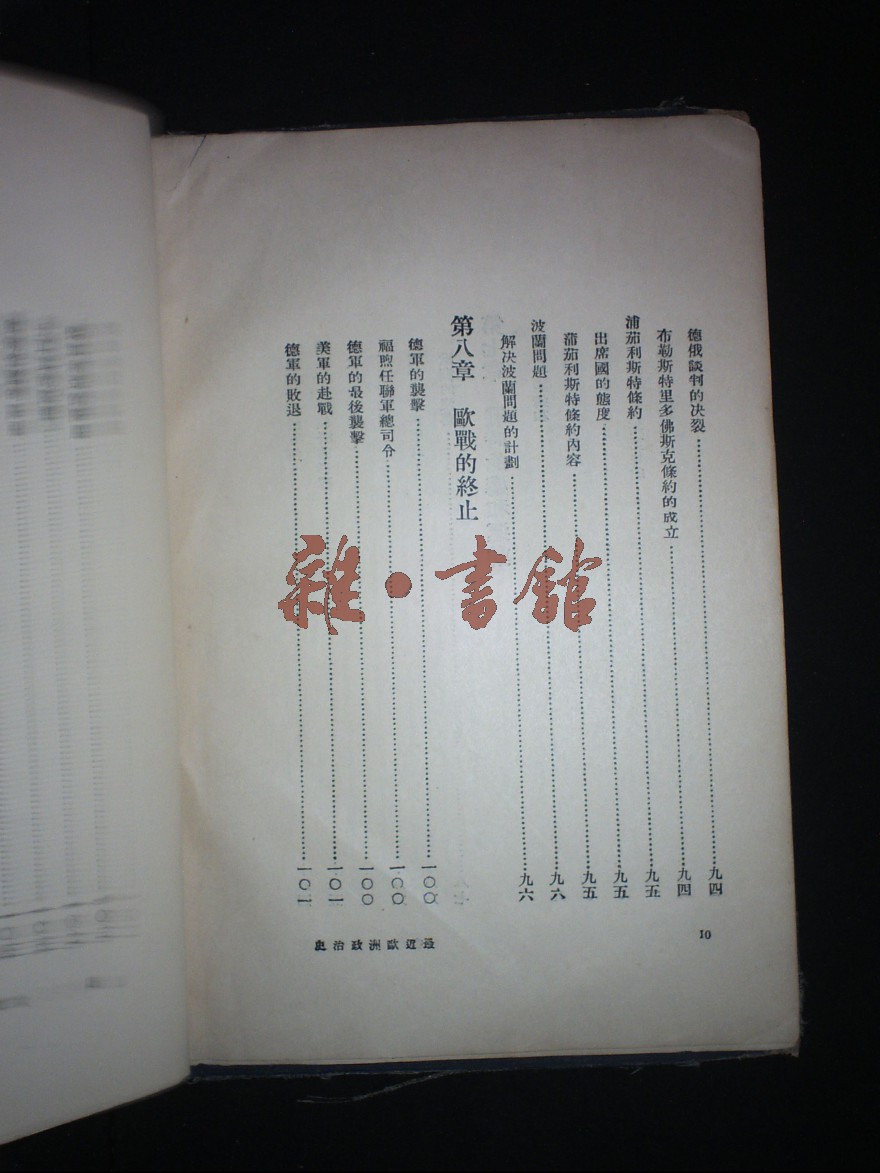 德俄談判的决裂……九四
布勒斯特里多佛斯克條約的成立……九四
浦茄利斯特條約……九五
出席國的態度……九五
蒲茄利斯特條約內容……九五
波蘭問題……九六
解决波蘭問題的計劃……九六
第八章　歐戰的終止
德軍的襲擊……一〇〇
福煦任聯軍總司令……一〇〇
德軍的最後襲擊……一〇〇
美軍的赴戰……一〇一
德軍的敗退……一〇一
雜·書館
最近歐洲政治史
10